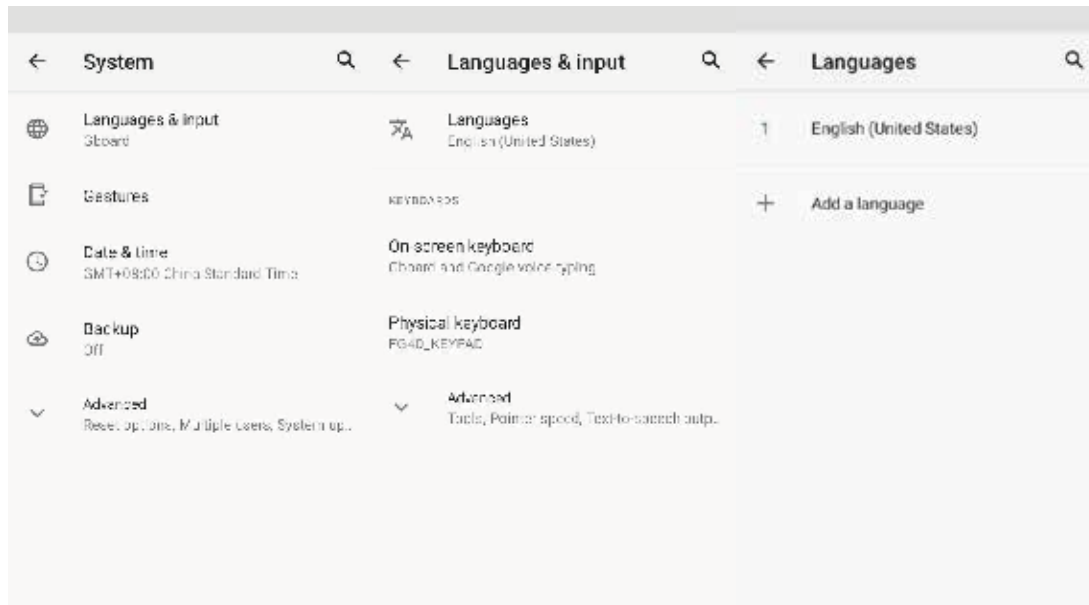 System
Languages & input
Gboard
Gestures
Date & time
GMT+08:00 China Standard Time
Backup
Off
Advanced
Reset options, Multiple users, System up..
Languages & input
Languages
English (United States)
KEYBOARDS
On-screen keyboard
Gboard and Google voice typing
Physical keyboard
FG4D_KEYPAD
Advanced
Tools, Pointer speed, Text-to-speech outp..
Languages
1 English (United States)
Add a language